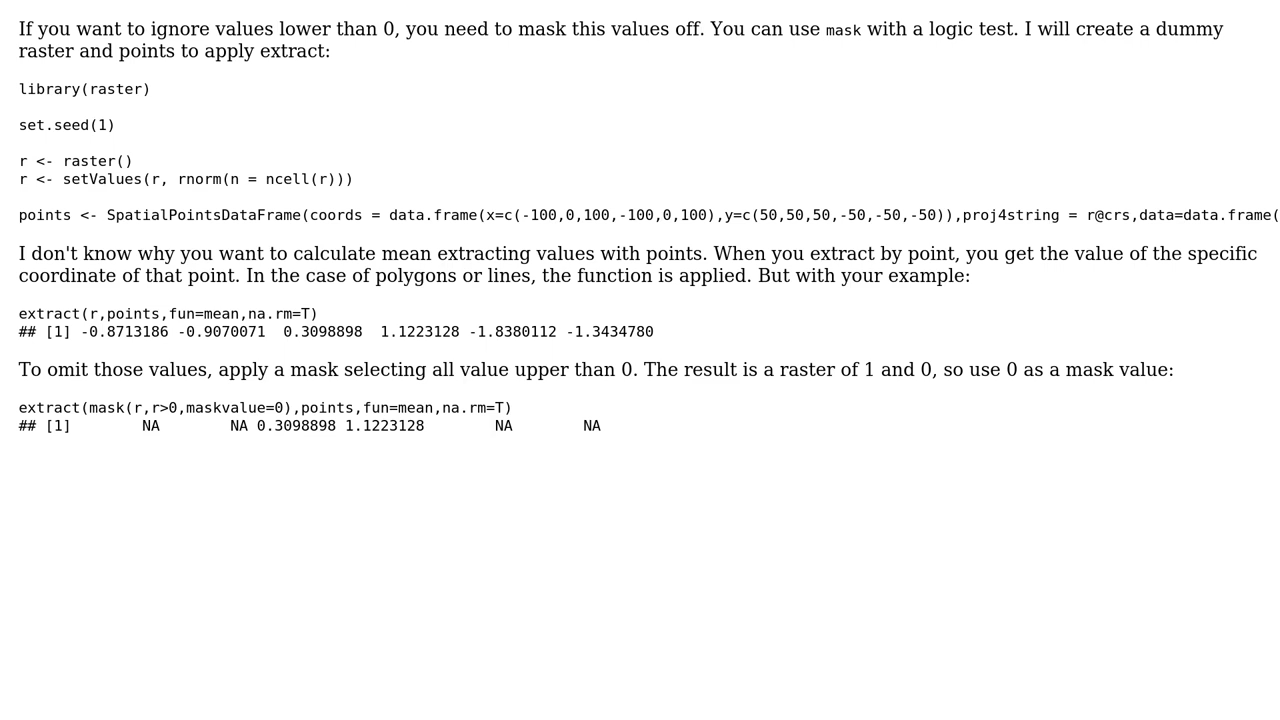 If you want to ignore values lower than 0, you need to mask this values off. You can use mask with a logic test. I will create a dummy
raster and points to apply extract:
library(raster)
set.seed(1)
r <- raster()
r <- setValues(r, rnorm(n = ncell(r)))
points <- SpatialPointsDataFrame(coords = data.frame(x=c(-100,0,100,-100,0,100),y=c(50,50,50,-50,-50,-50)),proj4string = r@crs,data=data.frame(
I don't know why you want to calculate mean extracting values with points. When you extract by point, you get the value of the specific
coordinate of that point. In the case of polygons or lines, the function is applied. But with your example:
extract(r,points,fun=mean,na.rm=T)
## [1] -0.8713186 -0.9070071  0.3098898  1.1223128 -1.8380112 -1.3434780
To omit those values, apply a mask selecting all value upper than 0. The result is a raster of 1 and 0, so use 0 as a mask value:
extract(mask(r,r>0,maskvalue=0),points,fun=mean,na.rm=T)
## [1]        NA        NA 0.3098898 1.1223128        NA        NA